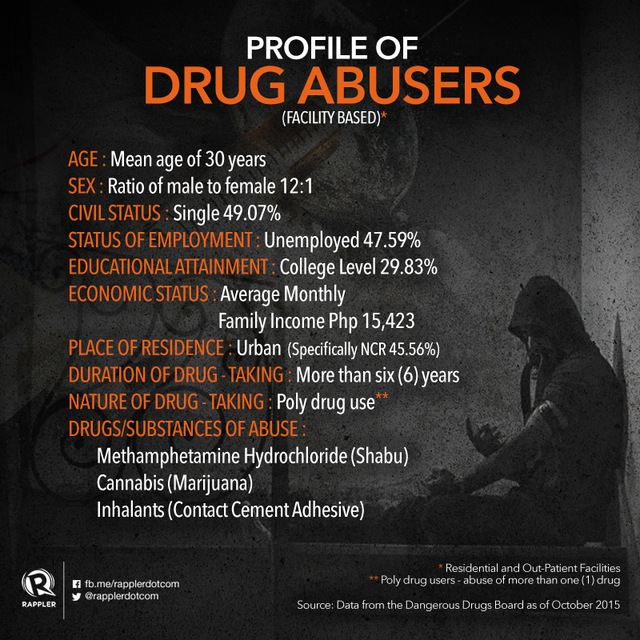 PROFILE OF
DRUG ABUSERS
(FACILITY BASED)*
AGE : Mean age of 30 years
SEX : Ratio of male to female 12:1
CIVIL STATUS : Single 49.07%
STATUS OF EMPLOYMENT : Unemployed 47.59%
EDUCATIONAL ATTAINMENT : College Level 29.83%
ECONOMIC STATUS : Average Monthly
Family Income Php 15,423
PLACE OF RESIDENCE : Urban (Specifically NCR 45.56%)
DURATION OF DRUG - TAKING : More than six (6) years
NATURE OF DRUG - TAKING : Poly drug use**
DRUGS/SUBSTANCES OF ABUSE :
Methamphetamine Hydrochloride (Shabu)
Cannabis (Marijuana)
Inhalants (Contact Cement Adhesive)
R
RAPPLER
fb.me/rapplerdotcom
@rapplerdotcom
* Residential and Out-Patient Facilities
** Poly drug users - abuse of more than one (1) drug
Source: Data from the Dangerous Drugs Board as of October 2015